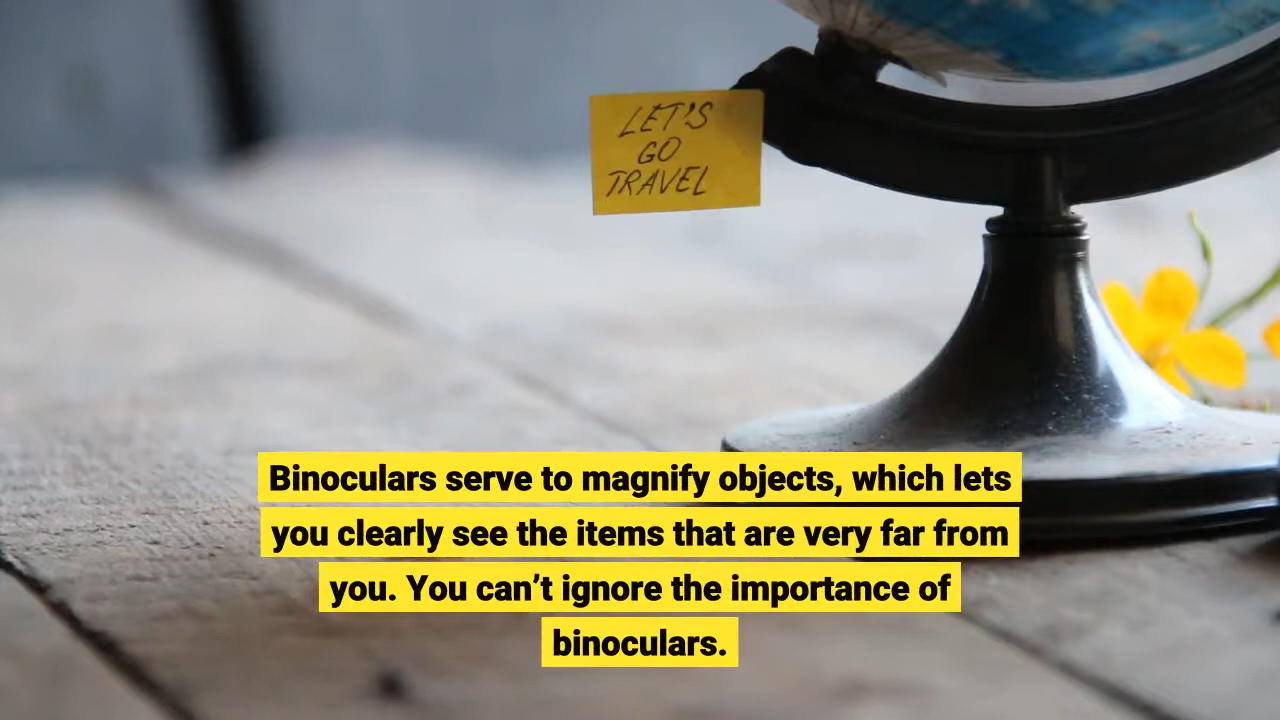 LET'S
GO
TRAVEL
Binoculars serve to magnify objects, which lets
you clearly see the items that are very far from
you. You can’t ignore the importance of
binoculars.